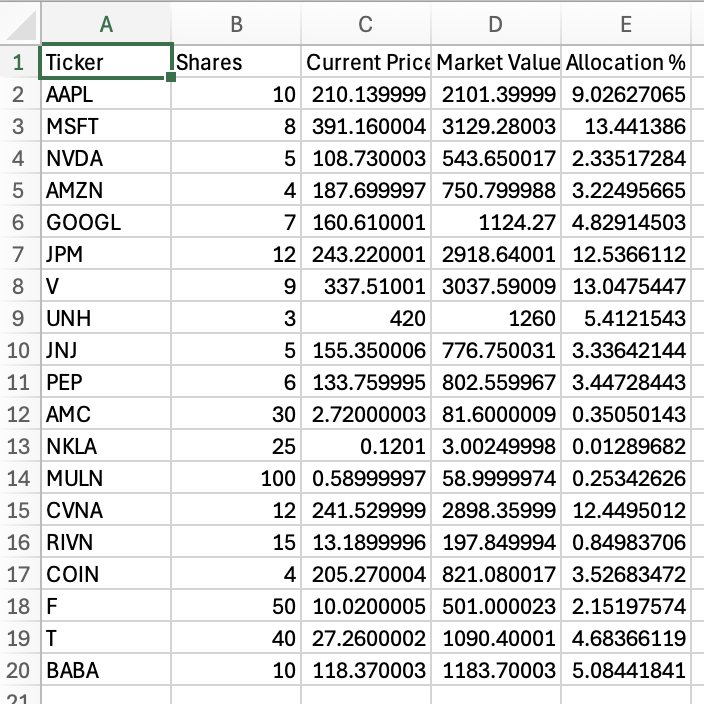 A B C D E
1 Ticker Shares Current Price Market Value Allocation %
2 AAPL 10 210.139999 2101.39999 9.02627065
3 MSFT 8 391.160004 3129.28003 13.441386
4 NVDA 5 108.730003 543.650017 2.33517284
5 AMZN 4 187.699997 750.799988 3.22495665
6 GOOGL 7 160.610001 1124.27 4.82914503
7 JPM 12 243.220001 2918.64001 12.5366112
8 V 9 337.51001 3037.59009 13.0475447
9 UNH 3 420 1260 5.4121543
10 JNJ 5 155.350006 776.750031 3.33642144
11 PEP 6 133.759995 802.559967 3.44728443
12 AMC 30 2.72000003 81.6000009 0.35050143
13 NKLA 25 0.1201 3.00249998 0.01289682
14 MULN 100 0.58999997 58.9999974 0.25342626
15 CVNA 12 241.529999 2898.35999 12.4495012
16 RIVN 15 13.1899996 197.849994 0.84983706
17 COIN 4 205.270004 821.080017 3.52683472
18 F 50 10.0200005 501.000023 2.15197574
19 T 40 27.2600002 1090.40001 4.68366119
20 BABA 10 118.370003 1183.70003 5.08441841
21